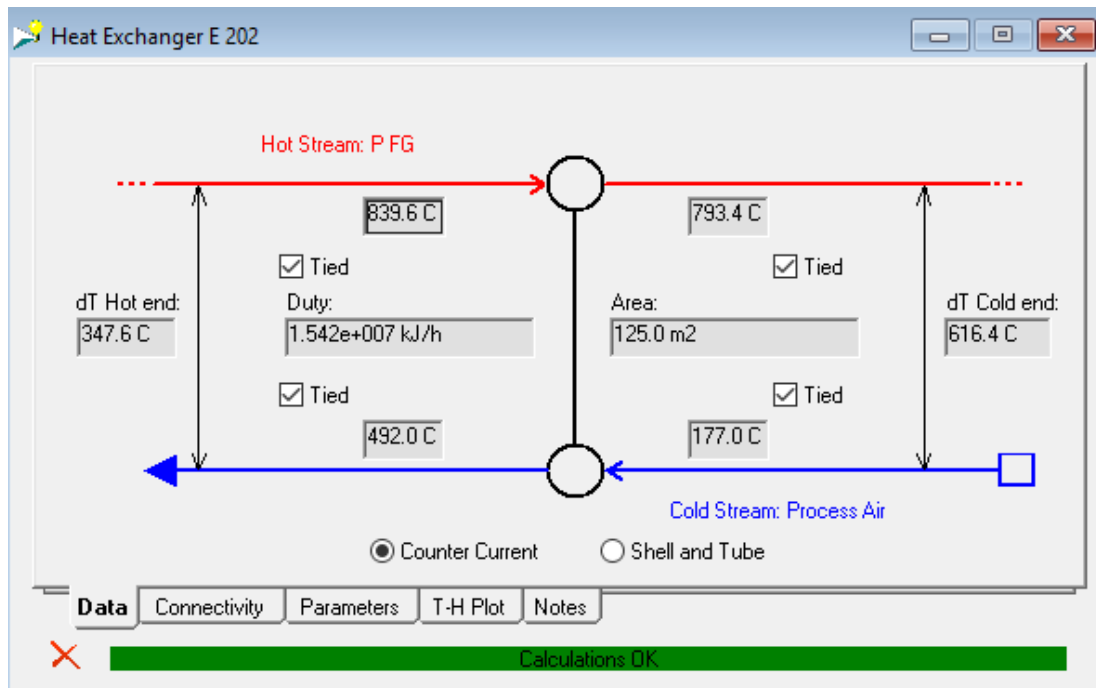 Heat Exchanger E 202
Hot Stream: P FG
839.6 C
793.4 C
Tied
Tied
dT Hot end:
Duty:
Area:
dT Cold end:
347.6 C
1.542e+007 kJ/h
125.0 m2
616.4 C
Tied
Tied
492.0 C
177.0 C
Cold Stream: Process Air
Counter Current
Shell and Tube
Data
Connectivity
Parameters
T-H Plot
Notes
Calculations OK